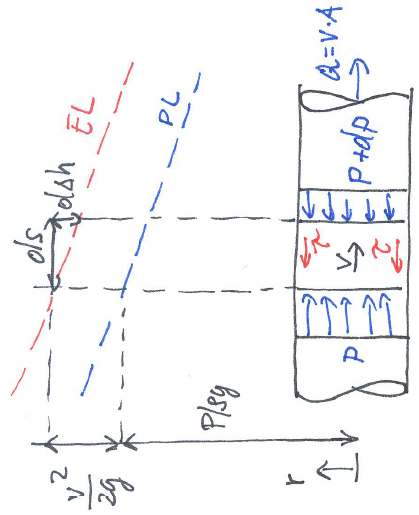 EL
ds
dΔh
PL
v²
2g
P/ρg
r
P
τ
v
τ
P+dp
Q=V·A